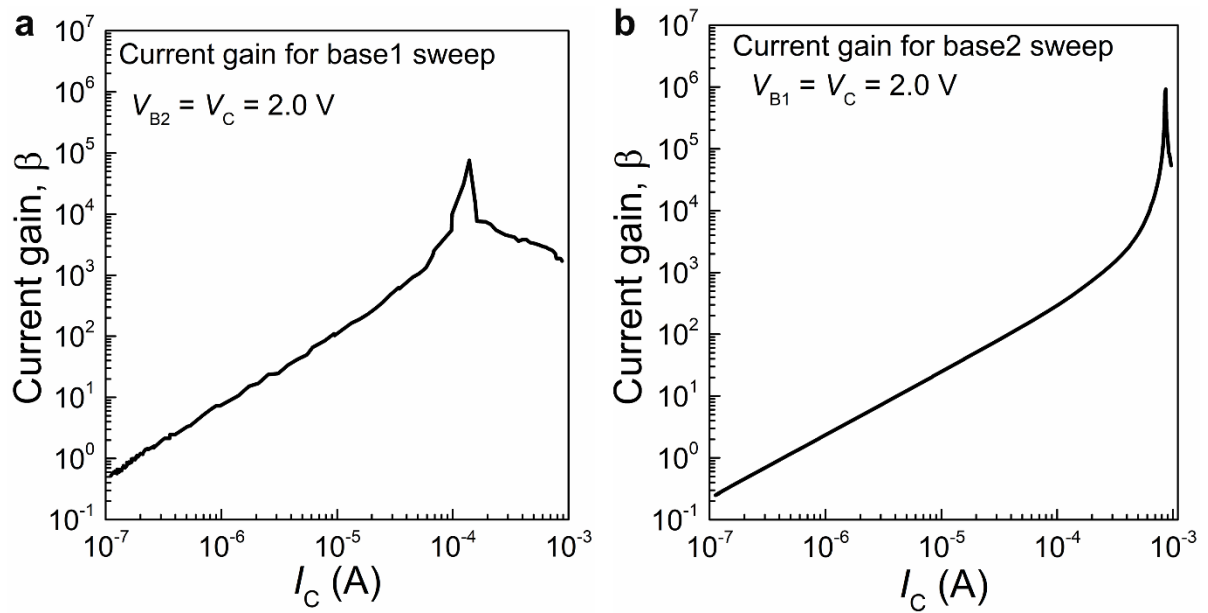 a
Current gain for base1 sweep
V_B2 = V_C = 2.0 V
Current gain, β
10^7
10^6
10^5
10^4
10^3
10^2
10^1
10^0
10^-1
10^-7
10^-6
10^-5
10^-4
10^-3
I_C (A)
b
Current gain for base2 sweep
V_B1 = V_C = 2.0 V
Current gain, β
10^7
10^6
10^5
10^4
10^3
10^2
10^1
10^0
10^-1
10^-7
10^-6
10^-5
10^-4
10^-3
I_C (A)